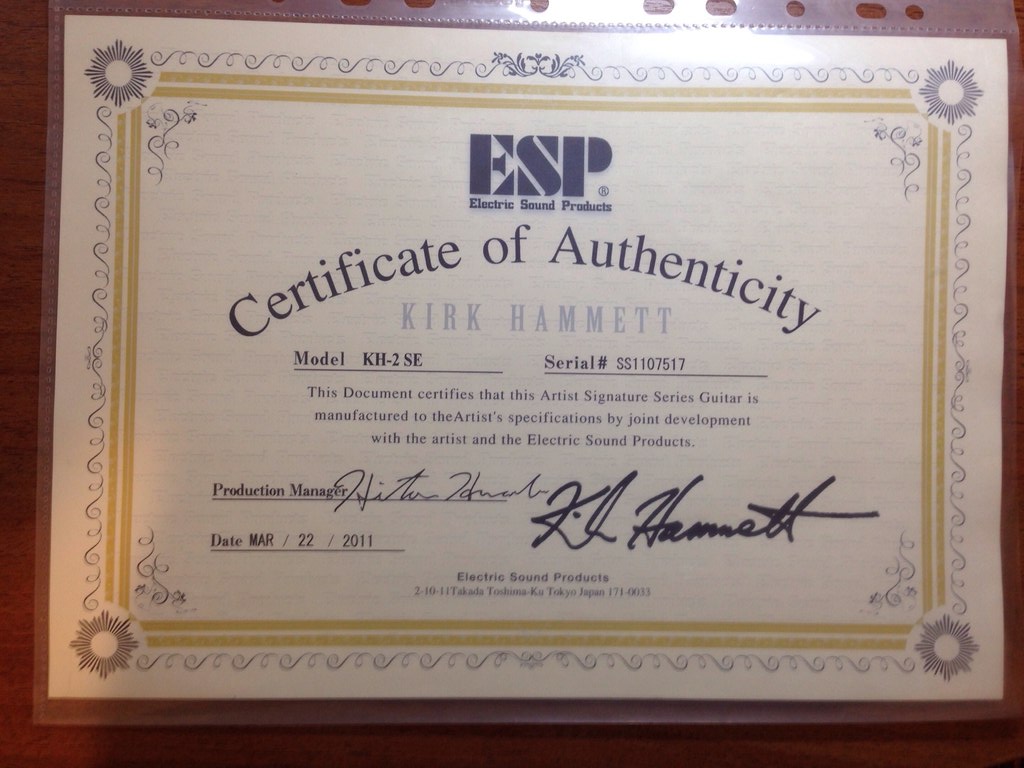 ESP®
Electric Sound Products
Certificate of Authenticity
KIRK HAMMETT
Model KH-2 SE Serial# SS1107517
This Document certifies that this Artist Signature Series Guitar is
manufactured to theArtist's specifications by joint development
with the artist and the Electric Sound Products.
Production Manager
Kirk Hammett
Date MAR / 22 / 2011
Electric Sound Products
2-10-11Takada Toshima-Ku Tokyo Japan 171-0033